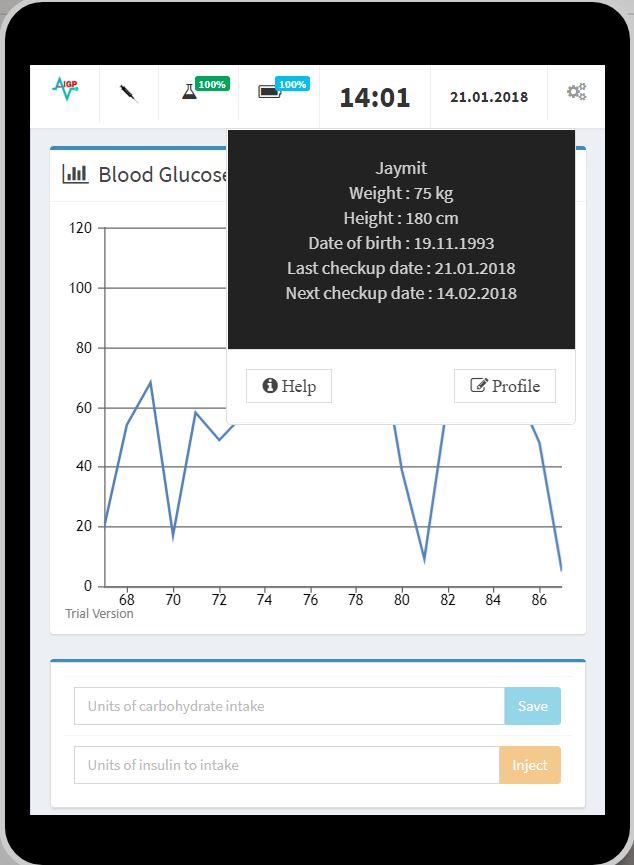 AIGP
100%
100%
14:01
21.01.2018
Blood Glucose
Jaymit
Weight : 75 kg
Height : 180 cm
Date of birth : 19.11.1993
Last checkup date : 21.01.2018
Next checkup date : 14.02.2018
Help
Profile
120
100
80
60
40
20
0
68 70 72 74 76 78 80 82 84 86
Trial Version
Units of carbohydrate intake
Save
Units of insulin to intake
Inject